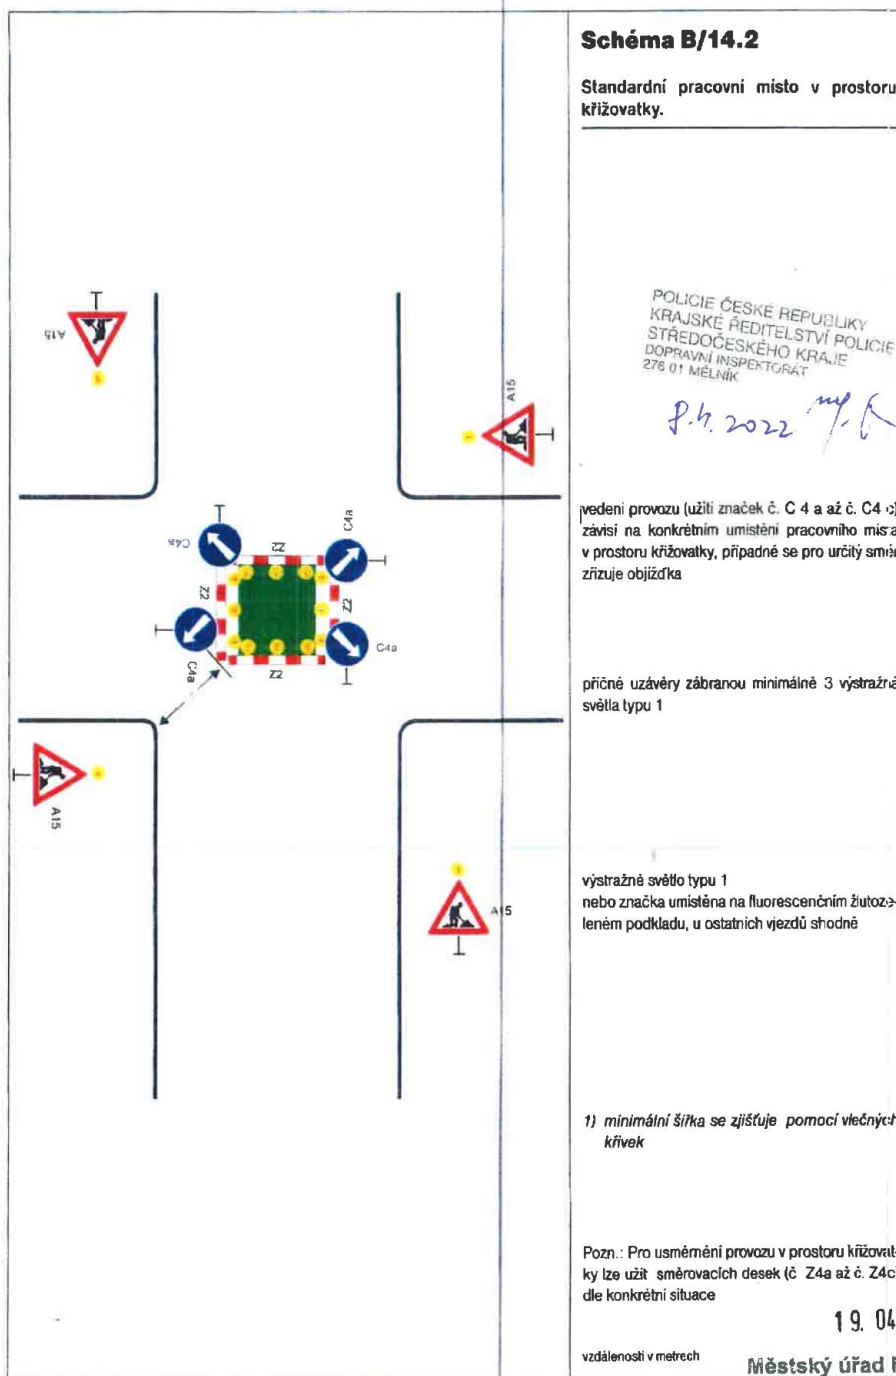 Schéma B/14.2
Standardní pracovní místo v prostoru
křižovatky.
POLICIE ČESKÉ REPUBLIKY
KRAJSKÉ ŘEDITELSTVÍ POLICIE
STŘEDOČESKÉHO KRAJE
DOPRAVNÍ INSPEKTORÁT
276 01 MĚLNÍK
8.4. 2022
vedení provozu (užití značek č. C 4 a až č. C4 c)
závisí na konkrétním umístění pracovního místa
v prostoru křižovatky, případné se pro určitý směr
zřizuje objížďka
příčné uzávěry zábranou minimálně 3 výstražná
světla typu 1
výstražné světlo typu 1
nebo značka umístěna na fluorescenčním žlutoze-
leném podkladu, u ostatních vjezdů shodně
1) minimální šířka se zjišťuje pomocí vlečných
křivek
Pozn.: Pro usměrnění provozu v prostoru křižovat-
ky lze užít směrovacích desek (č Z4a až č. Z4c)
dle konkrétní situace
19. 04
vzdálenosti v metrech
Městský úřad
A15
A15
C4a
C4a
Z2
Z2
Z2
C4a
C4a
Z2
A15
A15